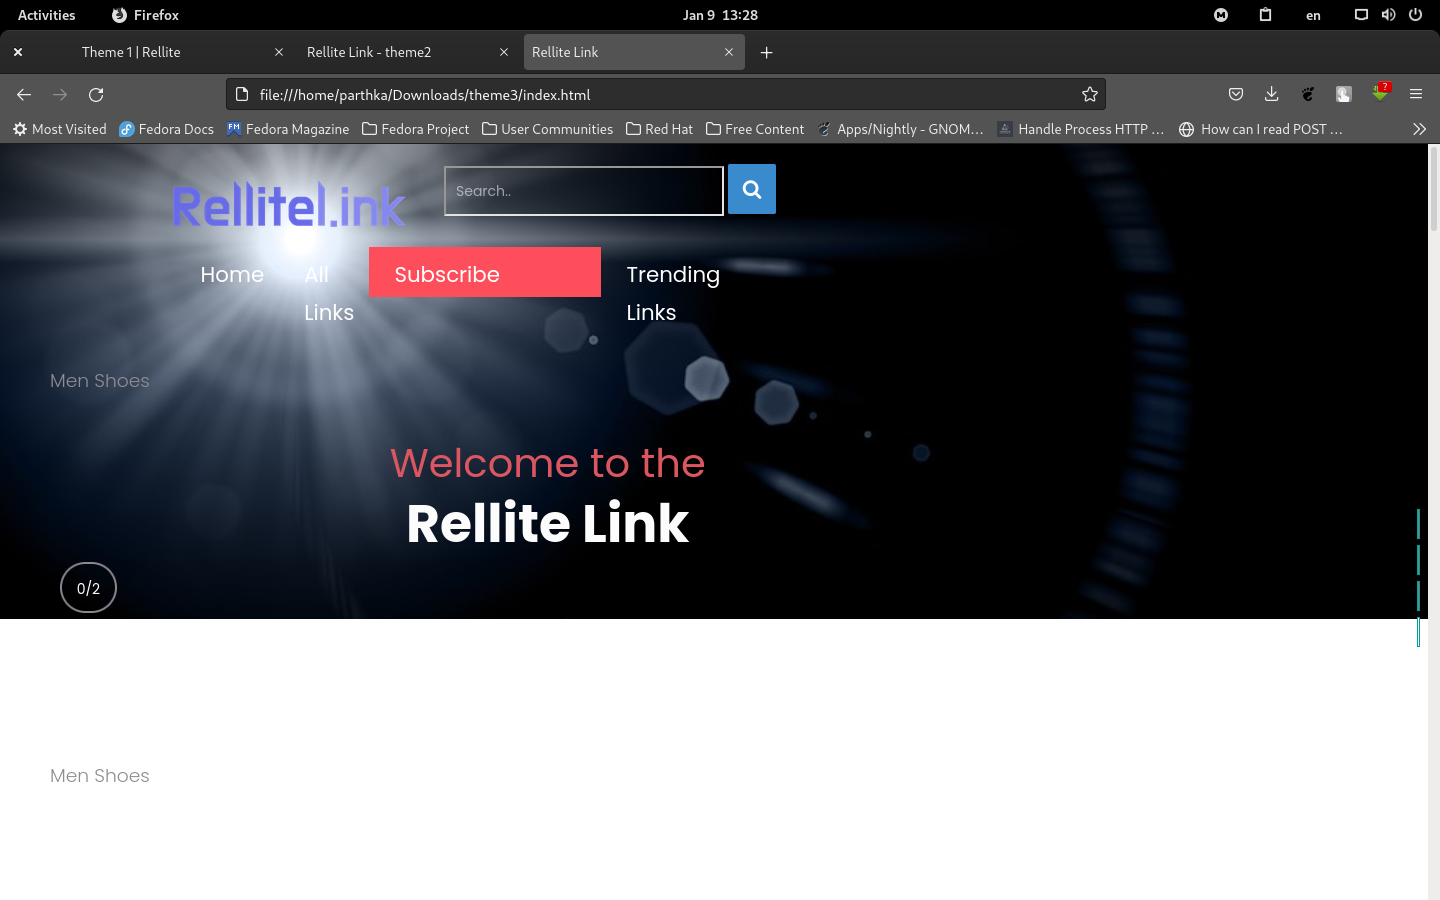 Activities Firefox Jan 9 13:28 en
Theme 1 | Rellite Rellite Link - theme2 Rellite Link
file:///home/parthka/Downloads/theme3/index.html ?
Most Visited Fedora Docs FM Fedora Magazine Fedora Project User Communities Red Hat Free Content Apps/Nightly - GNOM… Handle Process HTTP … How can I read POST …
Rellitel.ink Search..
Home All Links Subscribe Trending Links
Men Shoes
Welcome to the
Rellite Link
0/2
Men Shoes